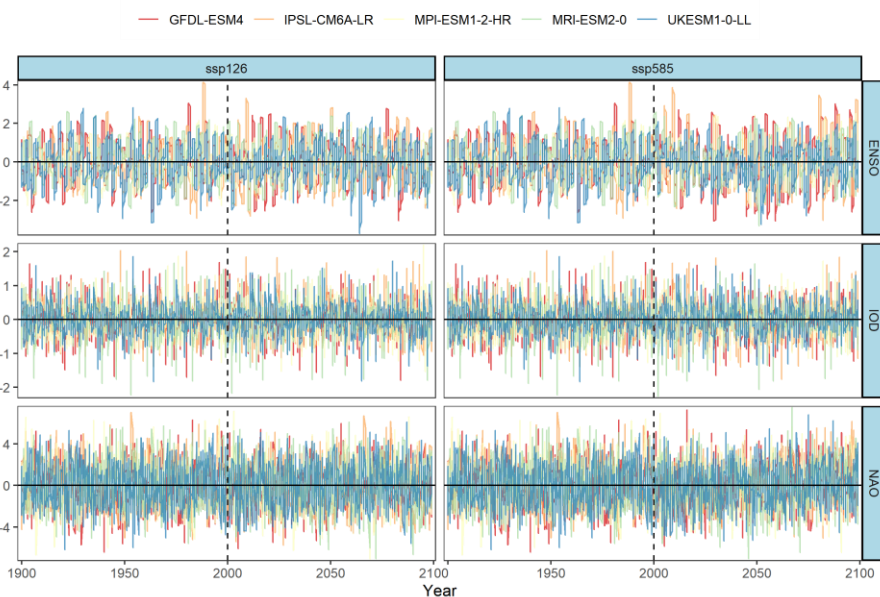 GFDL-ESM4 IPSL-CM6A-LR MPI-ESM1-2-HR MRI-ESM2-0 UKESM1-0-LL
ssp126 ssp585
4
2
0
-2
ENSO
2
1
0
-1
-2
IOD
4
0
-4
NAO
1900 1950 2000 2050 2100 1950 2000 2050 2100
Year